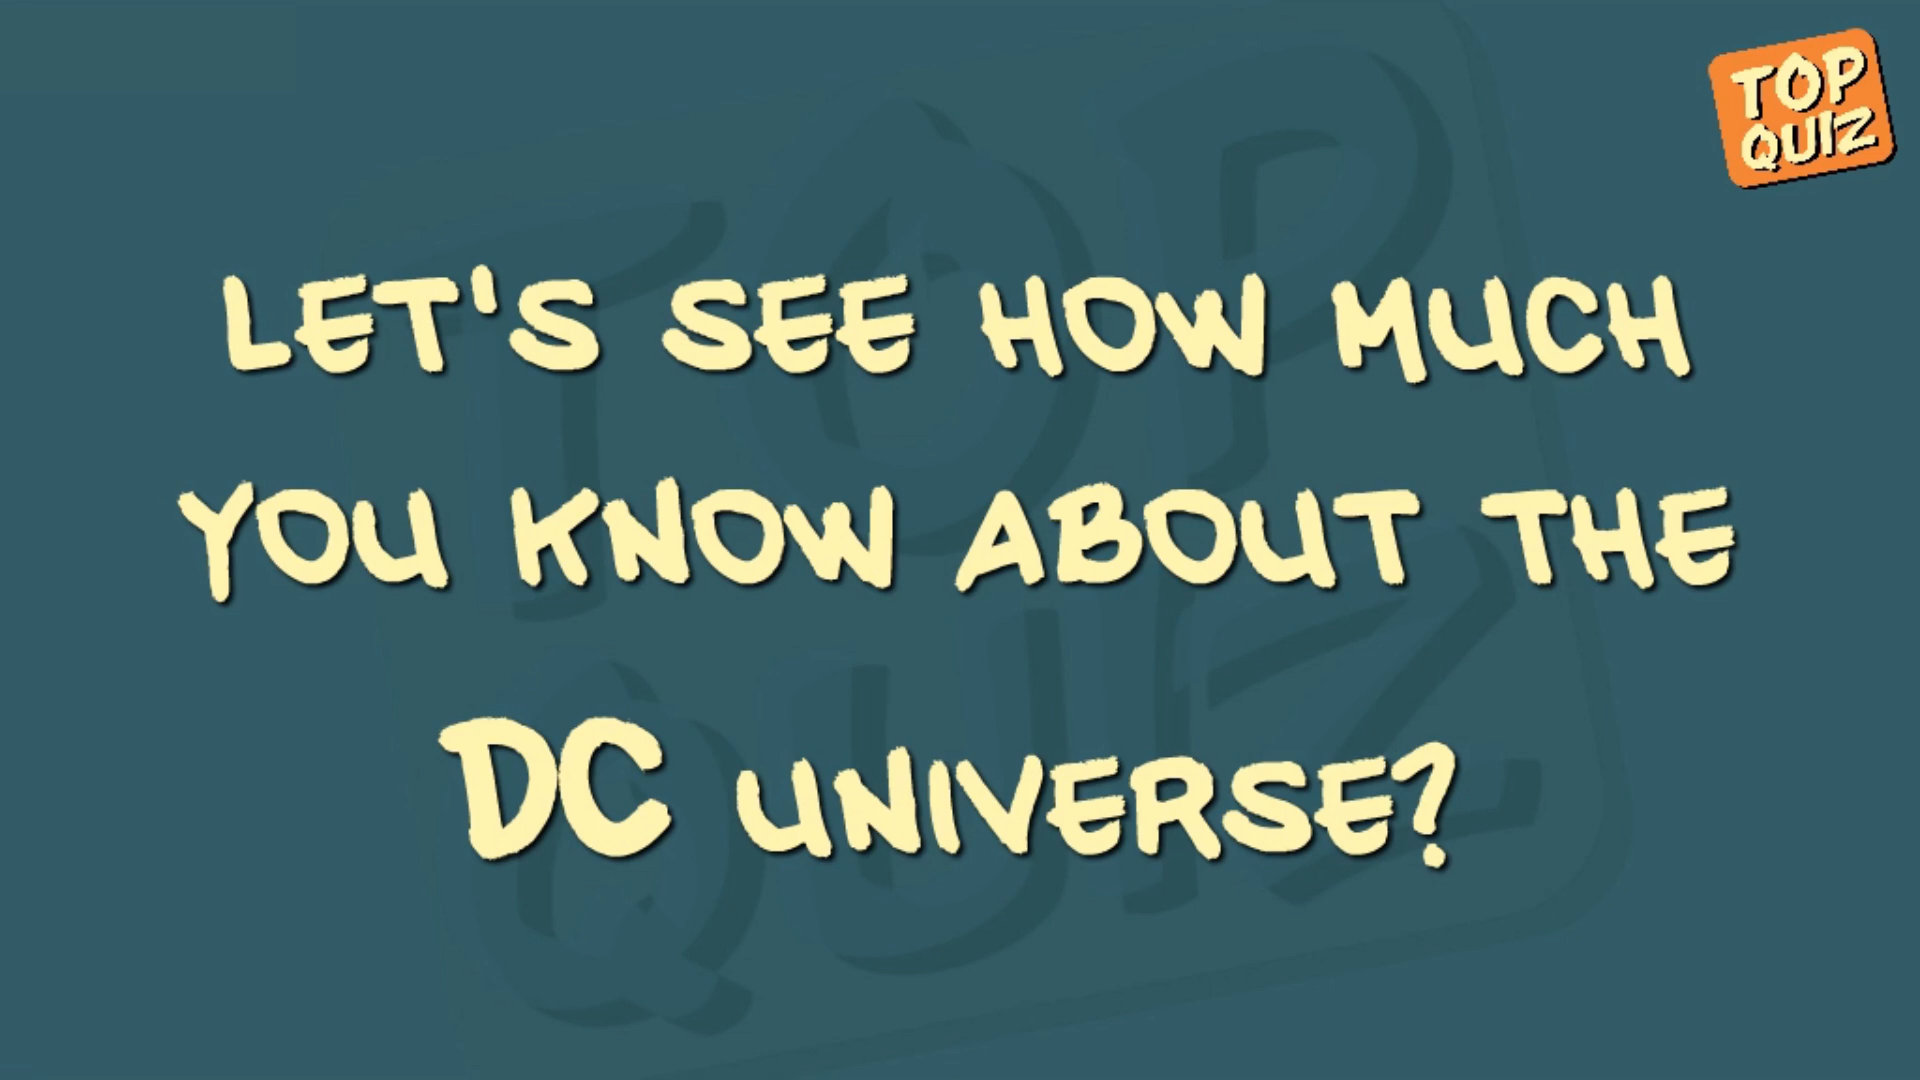 TOP
QUIZ
LET'S SEE HOW MUCH
YOU KNOW ABOUT THE
DC UNIVERSE?